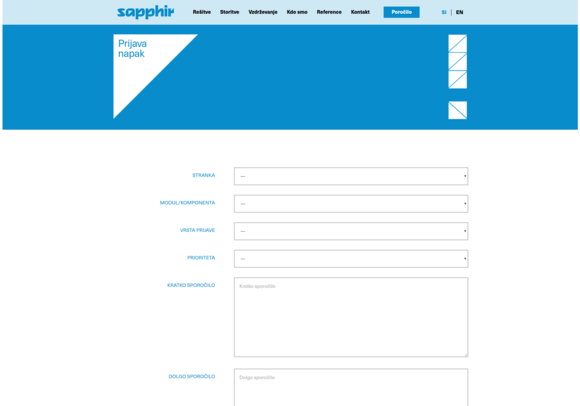 sapphir
Rešitve Storitve Vzdrževanje Kdo smo Reference Kontakt Poročilo SI | EN
Prijava
napak
STRANKA
—
MODUL/KOMPONENTA
—
VRSTA PRIJAVE
—
PRIORITETA
—
KRATKO SPOROČILO
Kratko sporočilo
DOLGO SPOROČILO
Dolgo sporočilo